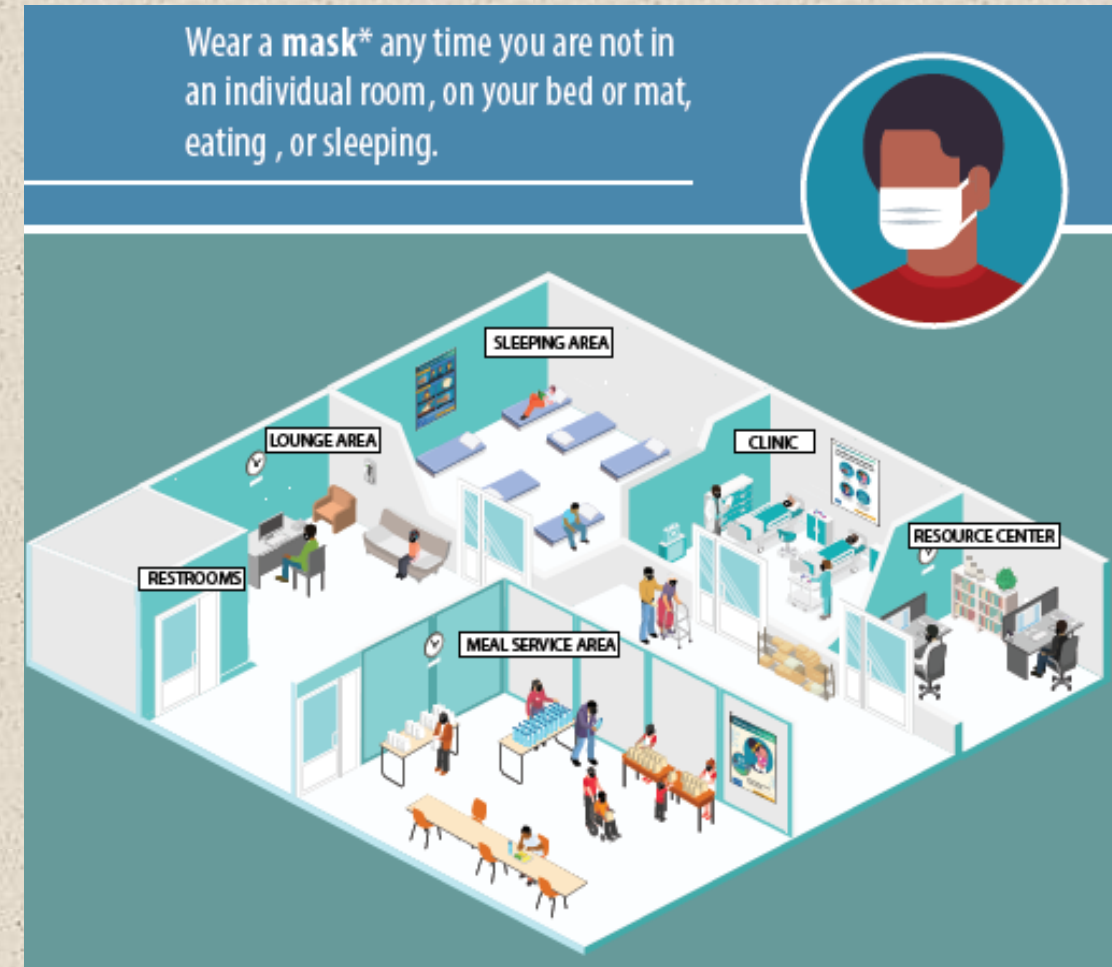 Wear a mask* any time you are not in
an individual room, on your bed or mat,
eating , or sleeping.
SLEEPING AREA
LOUNGE AREA
CLINIC
RESOURCE CENTER
RESTROOMS
MEAL SERVICE AREA